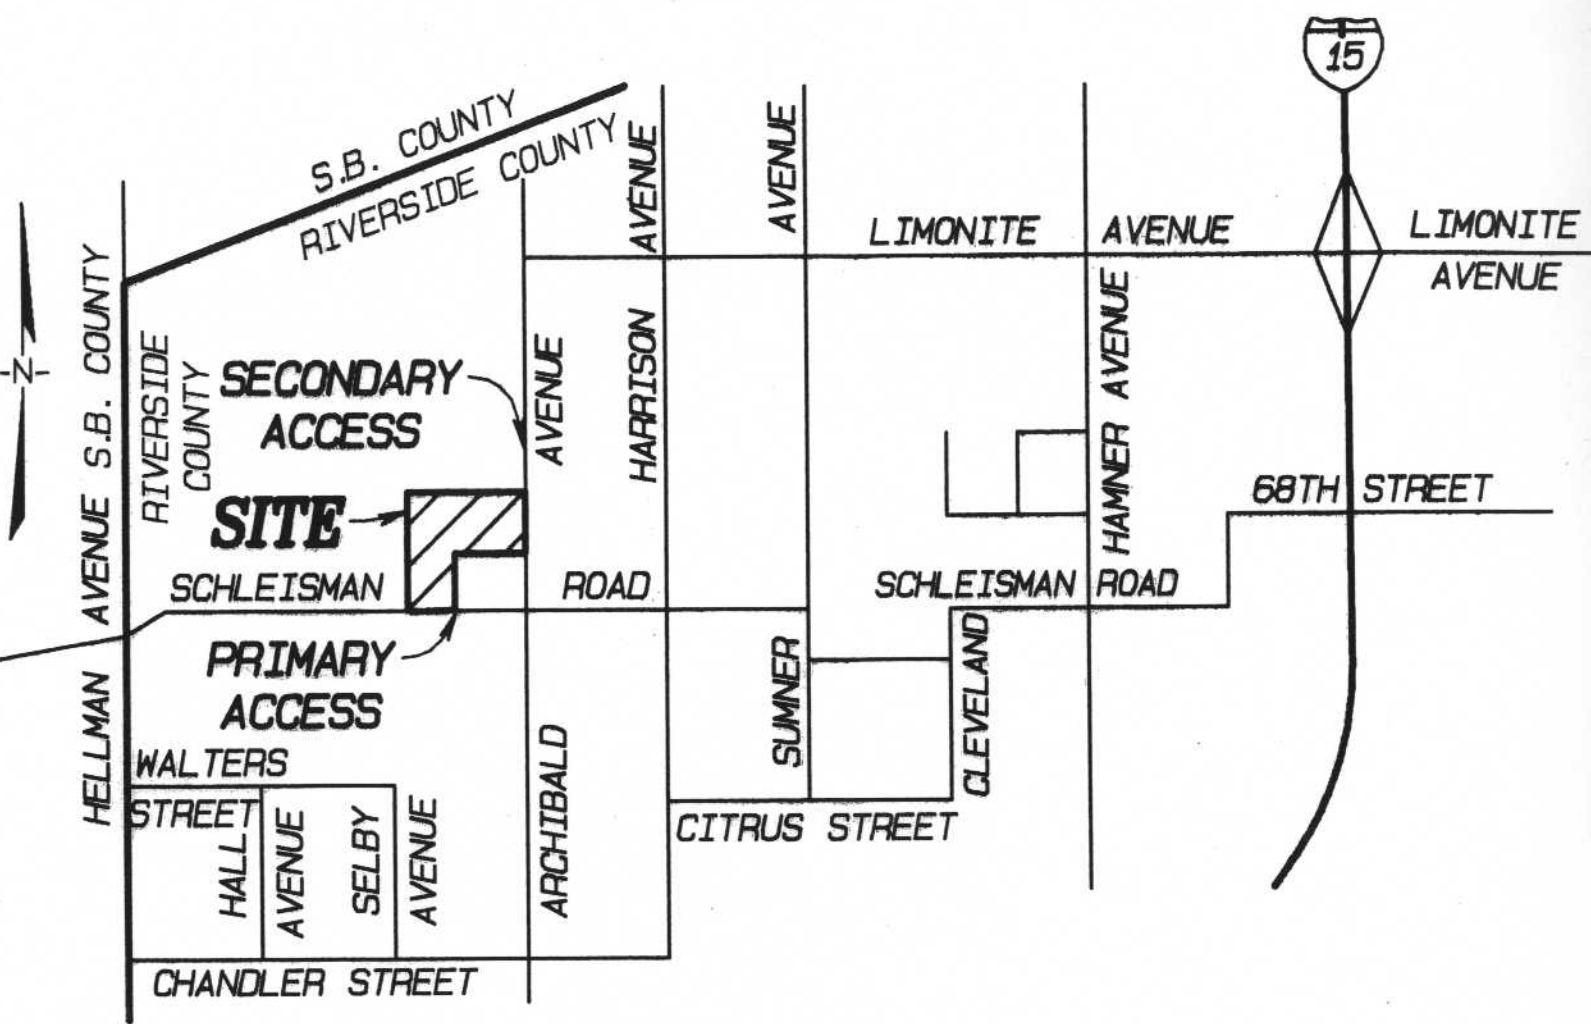 15
S.B. COUNTY
RIVERSIDE COUNTY
AVENUE
HARRISON
AVENUE
SUMNER
LIMONITE AVENUE
LIMONITE
AVENUE
-N-
HELLMAN AVENUE S.B. COUNTY
RIVERSIDE
COUNTY
SECONDARY
ACCESS
AVENUE
ARCHIBALD
HAMNER AVENUE
SITE
68TH STREET
SCHLEISMAN ROAD
SCHLEISMAN ROAD
PRIMARY
ACCESS
CLEVELAND
WALTERS
STREET
HALL
AVENUE
SELBY
AVENUE
CITRUS STREET
CHANDLER STREET